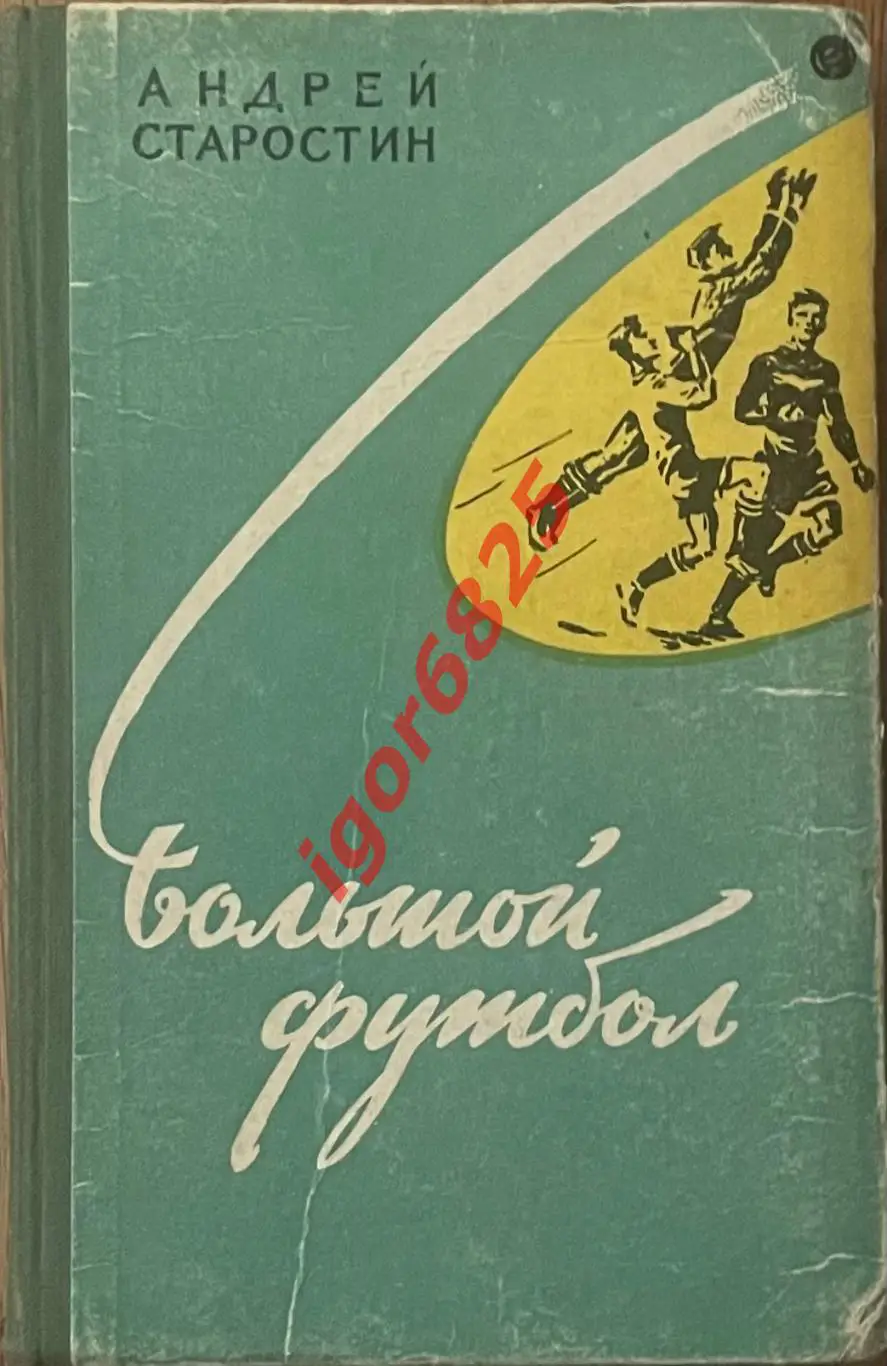 АНДРЕЙ
СТАРОСТИН
igor6825
Большой
футбол